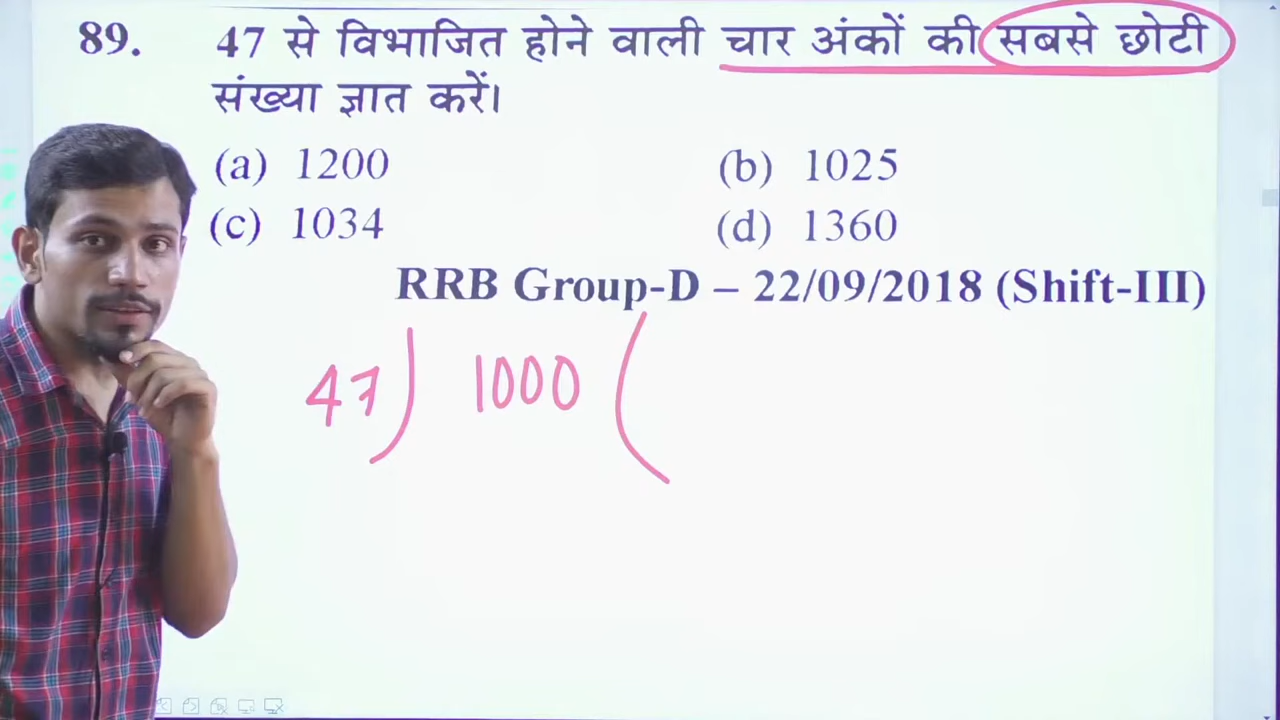 89. 47 से विभाजित होने वाली चार अंकों की सबसे छोटी
संख्या ज्ञात करें।
(a) 1200 (b) 1025
(c) 1034 (d) 1360
RRB Group-D – 22/09/2018 (Shift-III)
47) 1000 (